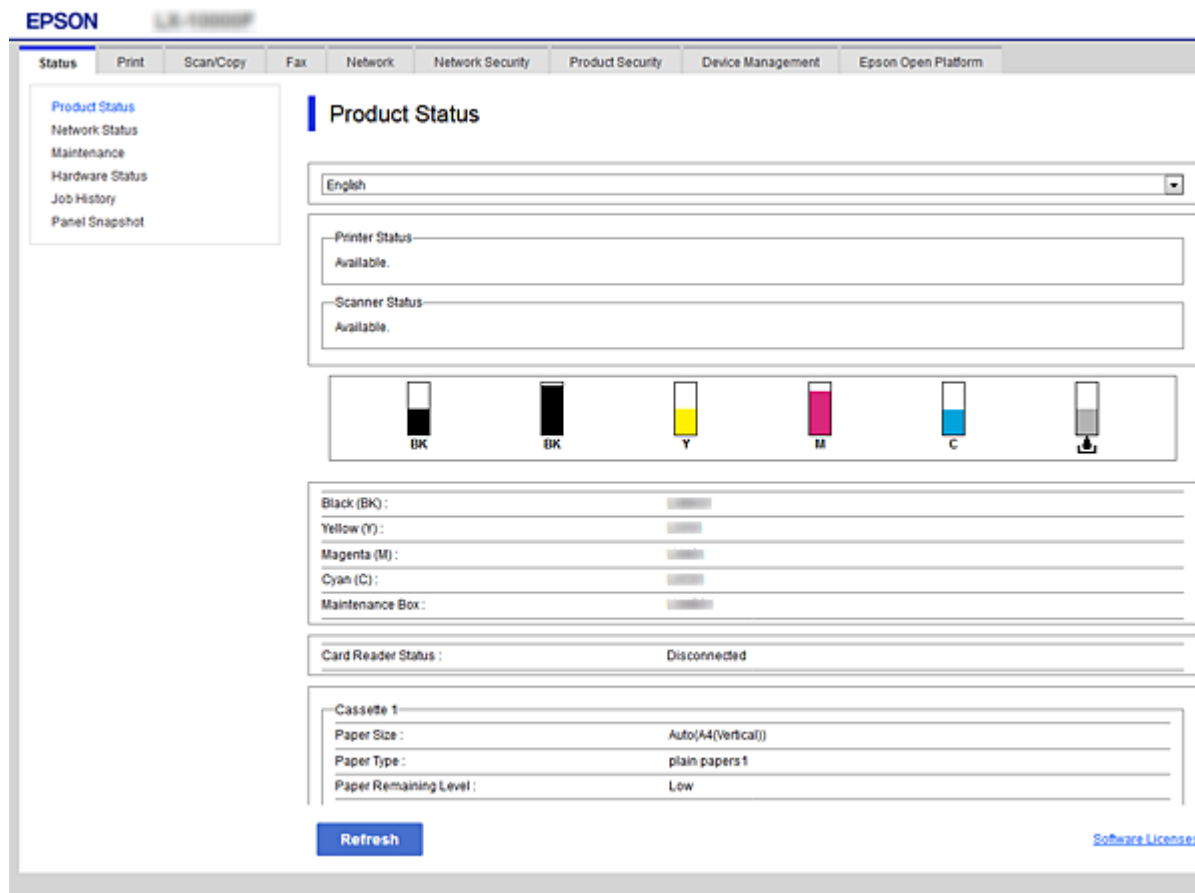 EPSON
Status Print Scan/Copy Fax Network Network Security Product Security Device Management Epson Open Platform
Product Status
Network Status
Maintenance
Hardware Status
Job History
Panel Snapshot
Product Status
English
Printer Status
Available.
Scanner Status
Available.
BK BK Y M C
Black (BK) :
Yellow (Y) :
Magenta (M) :
Cyan (C) :
Maintenance Box :
Card Reader Status : Disconnected
Cassette 1
Paper Size : Auto(A4(Vertical))
Paper Type : plain papers1
Paper Remaining Level : Low
Refresh
Software Licenses